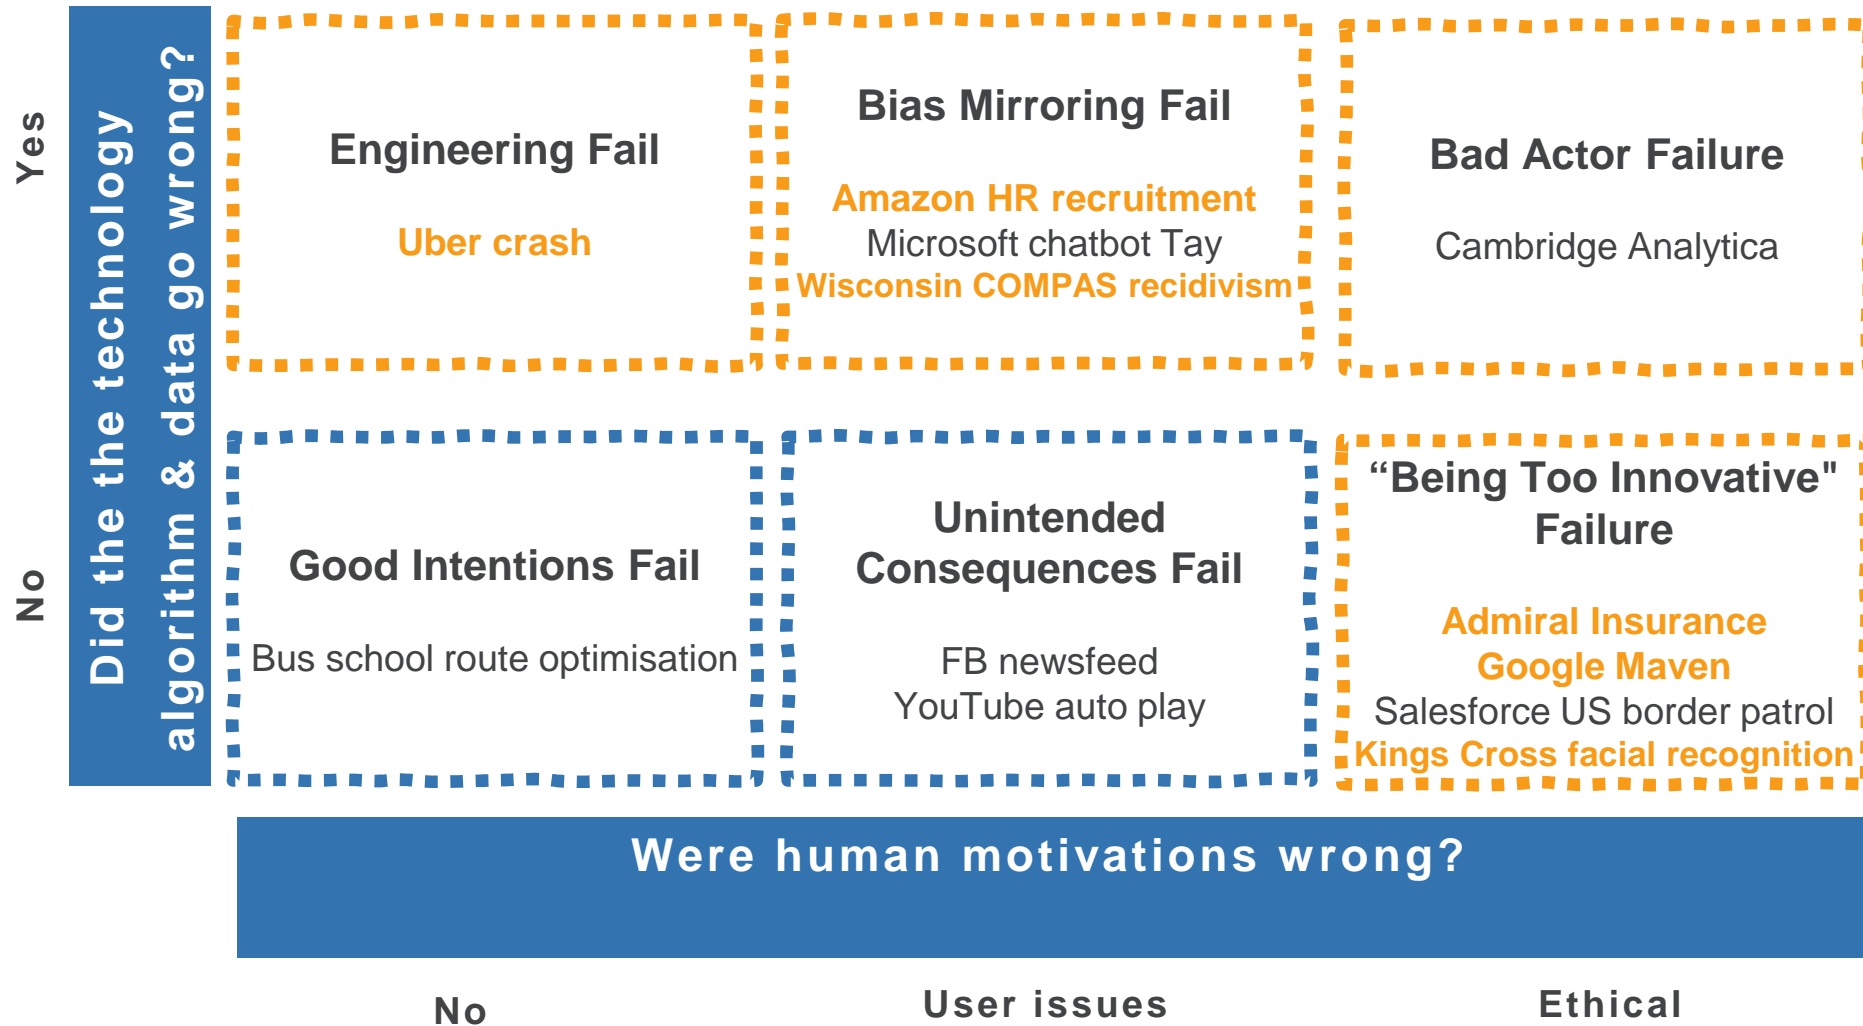 Yes
No
Did the the technology
algorithm & data go wrong?
Engineering Fail
Uber crash
Bias Mirroring Fail
Amazon HR recruitment
Microsoft chatbot Tay
Wisconsin COMPAS recidivism
Bad Actor Failure
Cambridge Analytica
Good Intentions Fail
Bus school route optimisation
Unintended
Consequences Fail
FB newsfeed
YouTube auto play
“Being Too Innovative"
Failure
Admiral Insurance
Google Maven
Salesforce US border patrol
Kings Cross facial recognition
Were human motivations wrong?
No
User issues
Ethical